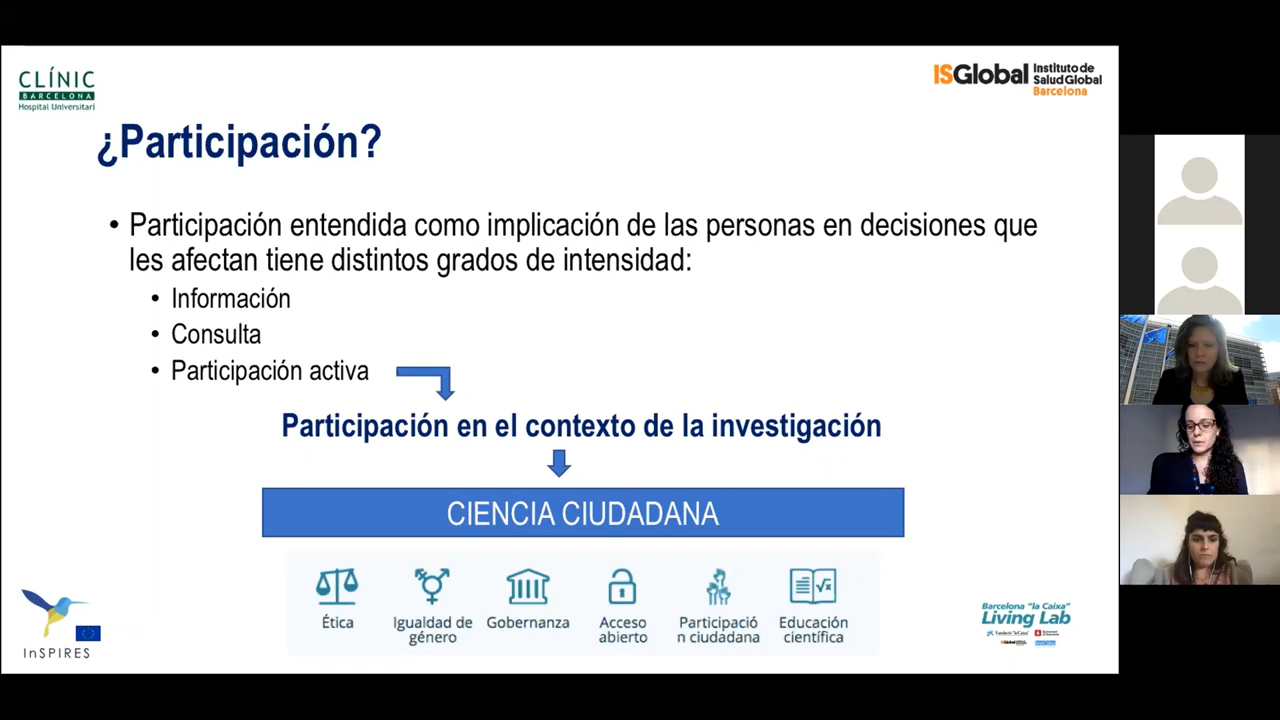 CLÍNIC
BARCELONA
Hospital Universitari
ISGlobal Instituto de
Salud Global
Barcelona
¿Participación?
• Participación entendida como implicación de las personas en decisiones que
les afectan tiene distintos grados de intensidad:
• Información
• Consulta
• Participación activa
Participación en el contexto de la investigación
CIENCIA CIUDADANA
Ética
Igualdad de
género
Gobernanza
Acceso
abierto
Participació
n ciudadana
Educación
científica
InSPIRES
Barcelona "la Caixa"
Living Lab